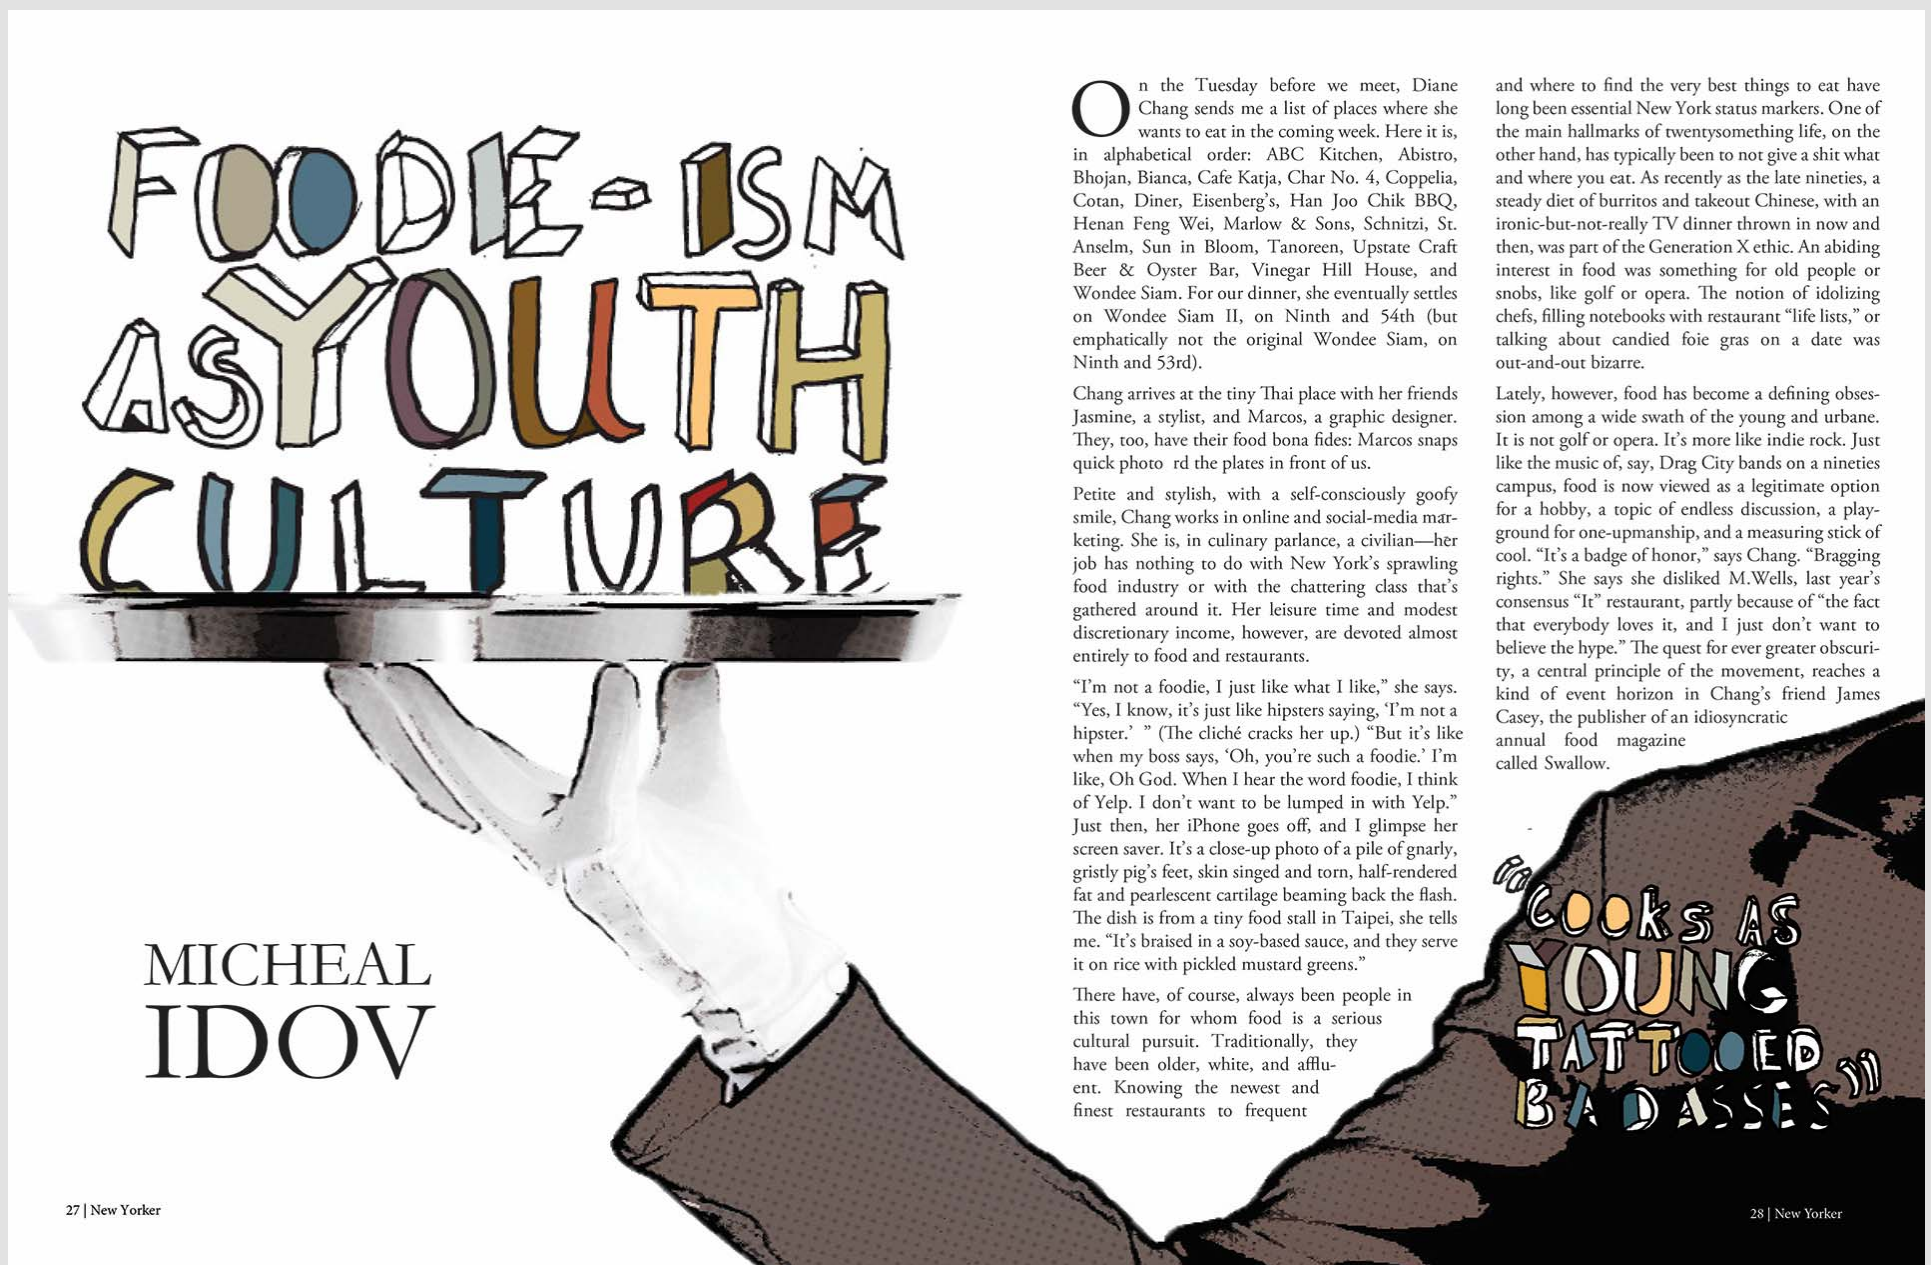 FOODIE-ISM
AS YOUTH
CULTURE
MICHEAL
IDOV
27 | New Yorker
On the Tuesday before we meet, Diane
Chang sends me a list of places where she
wants to eat in the coming week. Here it is,
in alphabetical order: ABC Kitchen, Abistro,
Bhojan, Bianca, Cafe Katja, Char No. 4, Coppelia,
Cotan, Diner, Eisenberg’s, Han Joo Chik BBQ,
Henan Feng Wei, Marlow & Sons, Schnitzi, St.
Anselm, Sun in Bloom, Tanoreen, Upstate Craft
Beer & Oyster Bar, Vinegar Hill House, and
Wondee Siam. For our dinner, she eventually settles
on Wondee Siam II, on Ninth and 54th (but
emphatically not the original Wondee Siam, on
Ninth and 53rd).
Chang arrives at the tiny Thai place with her friends
Jasmine, a stylist, and Marcos, a graphic designer.
They, too, have their food bona fides: Marcos snaps
quick photo rd the plates in front of us.
Petite and stylish, with a self-consciously goofy
smile, Chang works in online and social-media mar-
keting. She is, in culinary parlance, a civilian—her
job has nothing to do with New York’s sprawling
food industry or with the chattering class that’s
gathered around it. Her leisure time and modest
discretionary income, however, are devoted almost
entirely to food and restaurants.
“I’m not a foodie, I just like what I like,” she says.
“Yes, I know, it’s just like hipsters saying, ‘I’m not a
hipster.’ ” (The cliché cracks her up.) “But it’s like
when my boss says, ‘Oh, you’re such a foodie.’ I’m
like, Oh God. When I hear the word foodie, I think
of Yelp. I don’t want to be lumped in with Yelp.”
Just then, her iPhone goes off, and I glimpse her
screen saver. It’s a close-up photo of a pile of gnarly,
gristly pig’s feet, skin singed and torn, half-rendered
fat and pearlescent cartilage beaming back the flash.
The dish is from a tiny food stall in Taipei, she tells
me. “It’s braised in a soy-based sauce, and they serve
it on rice with pickled mustard greens.”
There have, of course, always been people in
this town for whom food is a serious
cultural pursuit. Traditionally, they
have been older, white, and afflu-
ent. Knowing the newest and
finest restaurants to frequent
and where to find the very best things to eat have
long been essential New York status markers. One of
the main hallmarks of twentysomething life, on the
other hand, has typically been to not give a shit what
and where you eat. As recently as the late nineties, a
steady diet of burritos and takeout Chinese, with an
ironic-but-not-really TV dinner thrown in now and
then, was part of the Generation X ethic. An abiding
interest in food was something for old people or
snobs, like golf or opera. The notion of idolizing
chefs, filling notebooks with restaurant “life lists,” or
talking about candied foie gras on a date was
out-and-out bizarre.
Lately, however, food has become a defining obses-
sion among a wide swath of the young and urbane.
It is not golf or opera. It’s more like indie rock. Just
like the music of, say, Drag City bands on a nineties
campus, food is now viewed as a legitimate option
for a hobby, a topic of endless discussion, a play-
ground for one-upmanship, and a measuring stick of
cool. “It’s a badge of honor,” says Chang. “Bragging
rights.” She says she disliked M.Wells, last year’s
consensus “It” restaurant, partly because of “the fact
that everybody loves it, and I just don’t want to
believe the hype.” The quest for ever greater obscuri-
ty, a central principle of the movement, reaches a
kind of event horizon in Chang’s friend James
Casey, the publisher of an idiosyncratic
annual food magazine
called Swallow.
“COOKS AS
YOUNG
TATTOOED
BADASSES”
28 | New Yorker